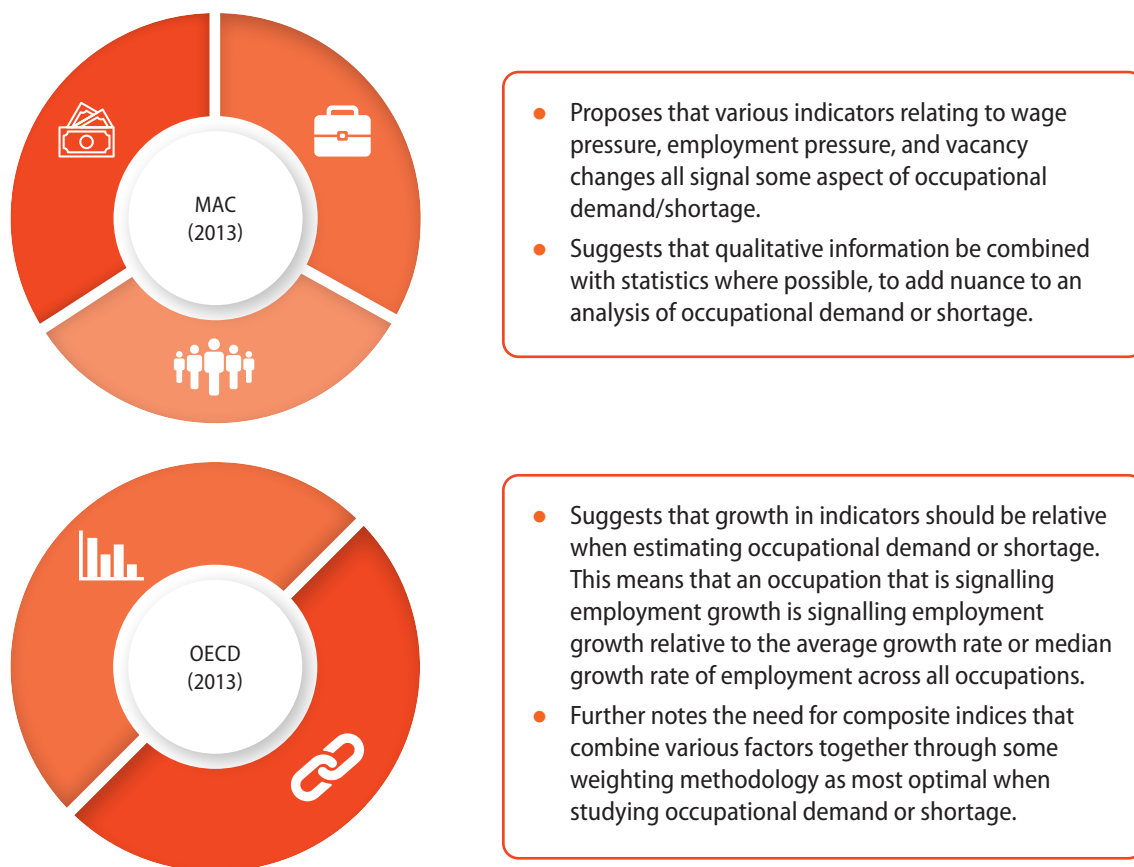 MAC
(2013)
● Proposes that various indicators relating to wage
pressure, employment pressure, and vacancy
changes all signal some aspect of occupational
demand/shortage.
● Suggests that qualitative information be combined
with statistics where possible, to add nuance to an
analysis of occupational demand or shortage.
OECD
(2013)
● Suggests that growth in indicators should be relative
when estimating occupational demand or shortage.
This means that an occupation that is signalling
employment growth is signalling employment
growth relative to the average growth rate or median
growth rate of employment across all occupations.
● Further notes the need for composite indices that
combine various factors together through some
weighting methodology as most optimal when
studying occupational demand or shortage.